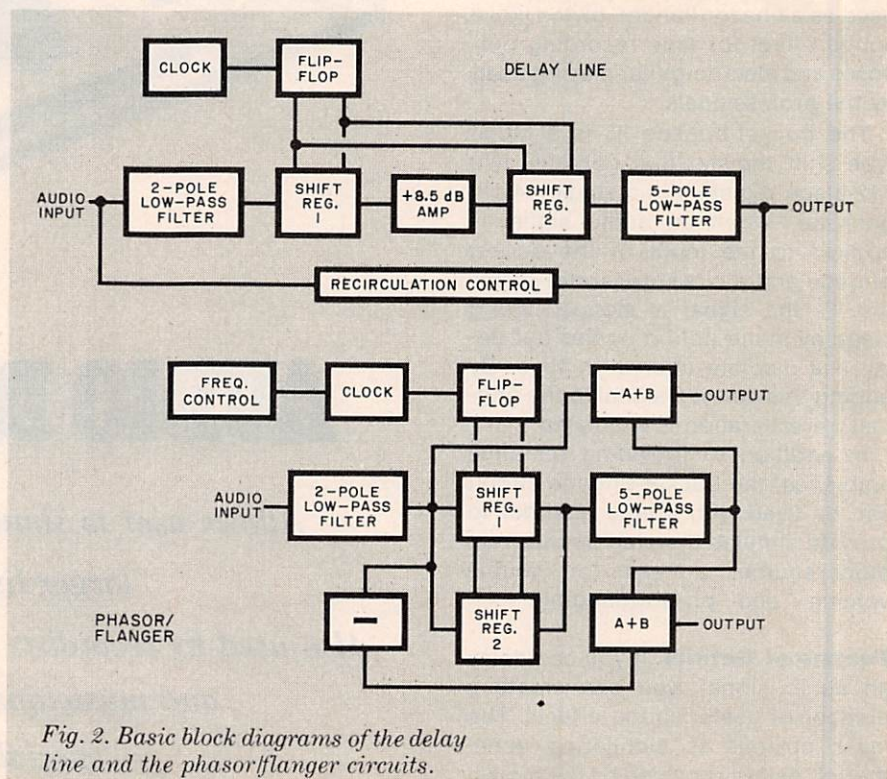 CLOCK
FLIP-
FLOP
DELAY LINE
AUDIO
INPUT
2-POLE
LOW-PASS
FILTER
SHIFT
REG.
1
+8.5 dB
AMP
SHIFT
REG.
2
5-POLE
LOW-PASS
FILTER
OUTPUT
RECIRCULATION CONTROL
FREQ.
CONTROL
CLOCK
FLIP-
FLOP
-A+B
OUTPUT
AUDIO
INPUT
2-POLE
LOW-PASS
FILTER
SHIFT
REG.
1
5-POLE
LOW-PASS
FILTER
PHASOR/
FLANGER
−
SHIFT
REG.
2
A+B
OUTPUT
Fig. 2. Basic block diagrams of the delay
line and the phasor/flanger circuits.